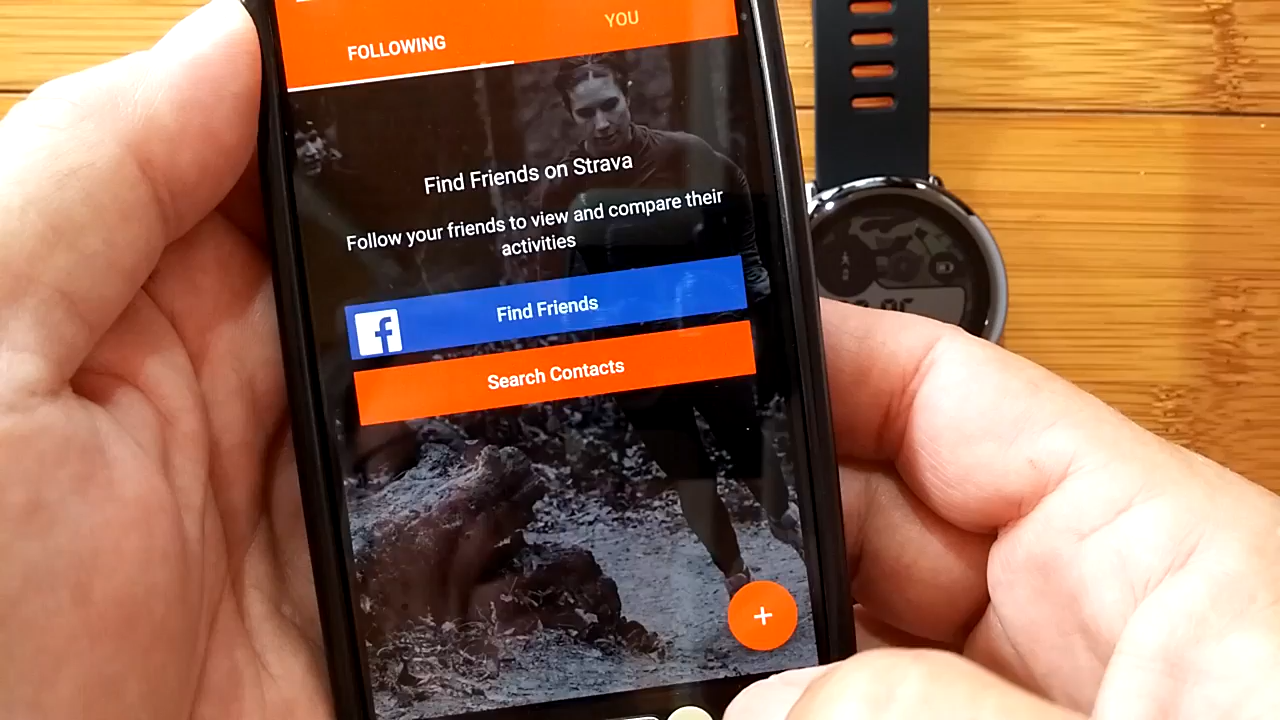 FOLLOWING
YOU
Find Friends on Strava
Follow your friends to view and compare their
activities
Find Friends
Search Contacts
+